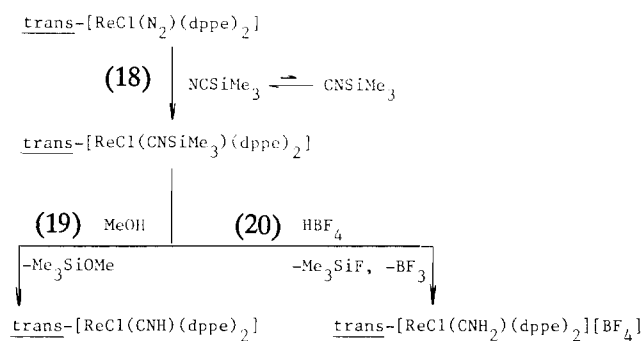 trans-[ReCl(N₂)(dppe)₂]
(18) NCSiMe₃ ⇌ CNSiMe₃
trans-[ReCl(CNSiMe₃)(dppe)₂]
(19) MeOH (20) HBF₄
-Me₃SiOMe -Me₃SiF, -BF₃
trans-[ReCl(CNH)(dppe)₂] trans-[ReCl(CNH₂)(dppe)₂][BF₄]